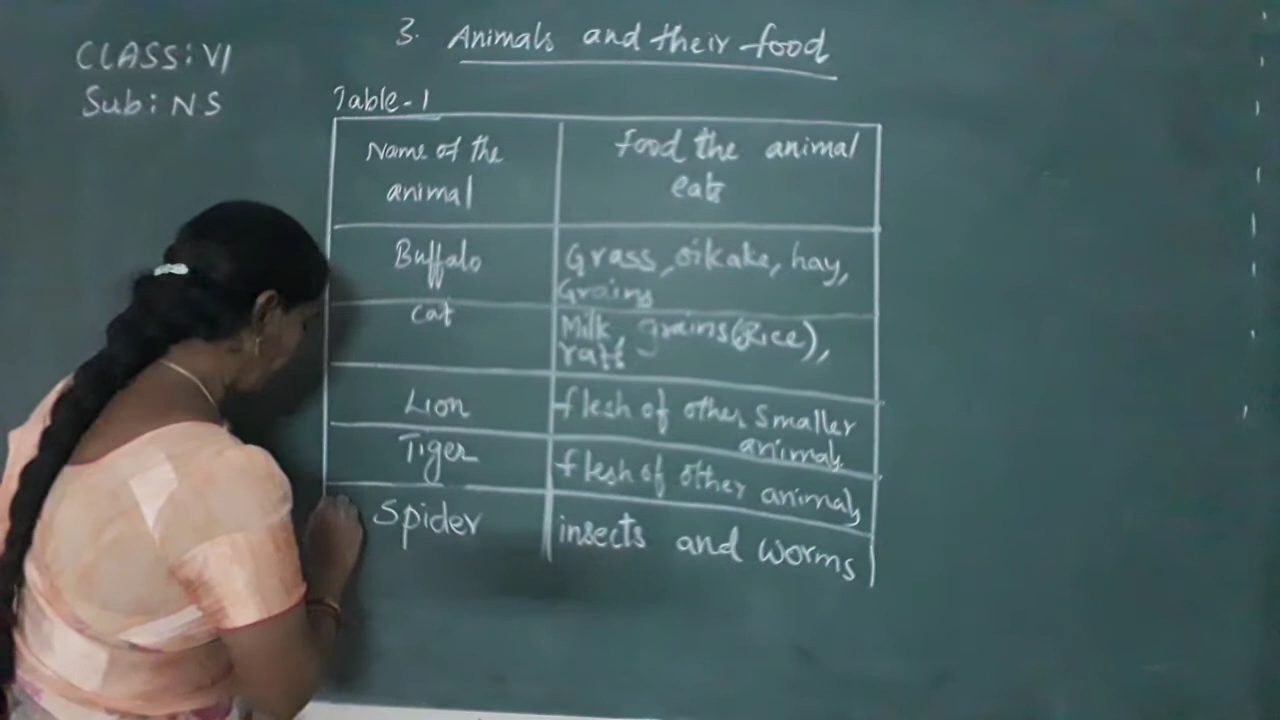 3. Animals and their food
CLASS: VI
Sub: NS
Table-1
Name of the animal
Food the animal eats
Buffalo
Grass, oilkake, hay,
Grains
cat
Milk, grains(Rice),
Lion
flesh of other smaller
animals
Tiger
flesh of other animals
Spider
insects and worms